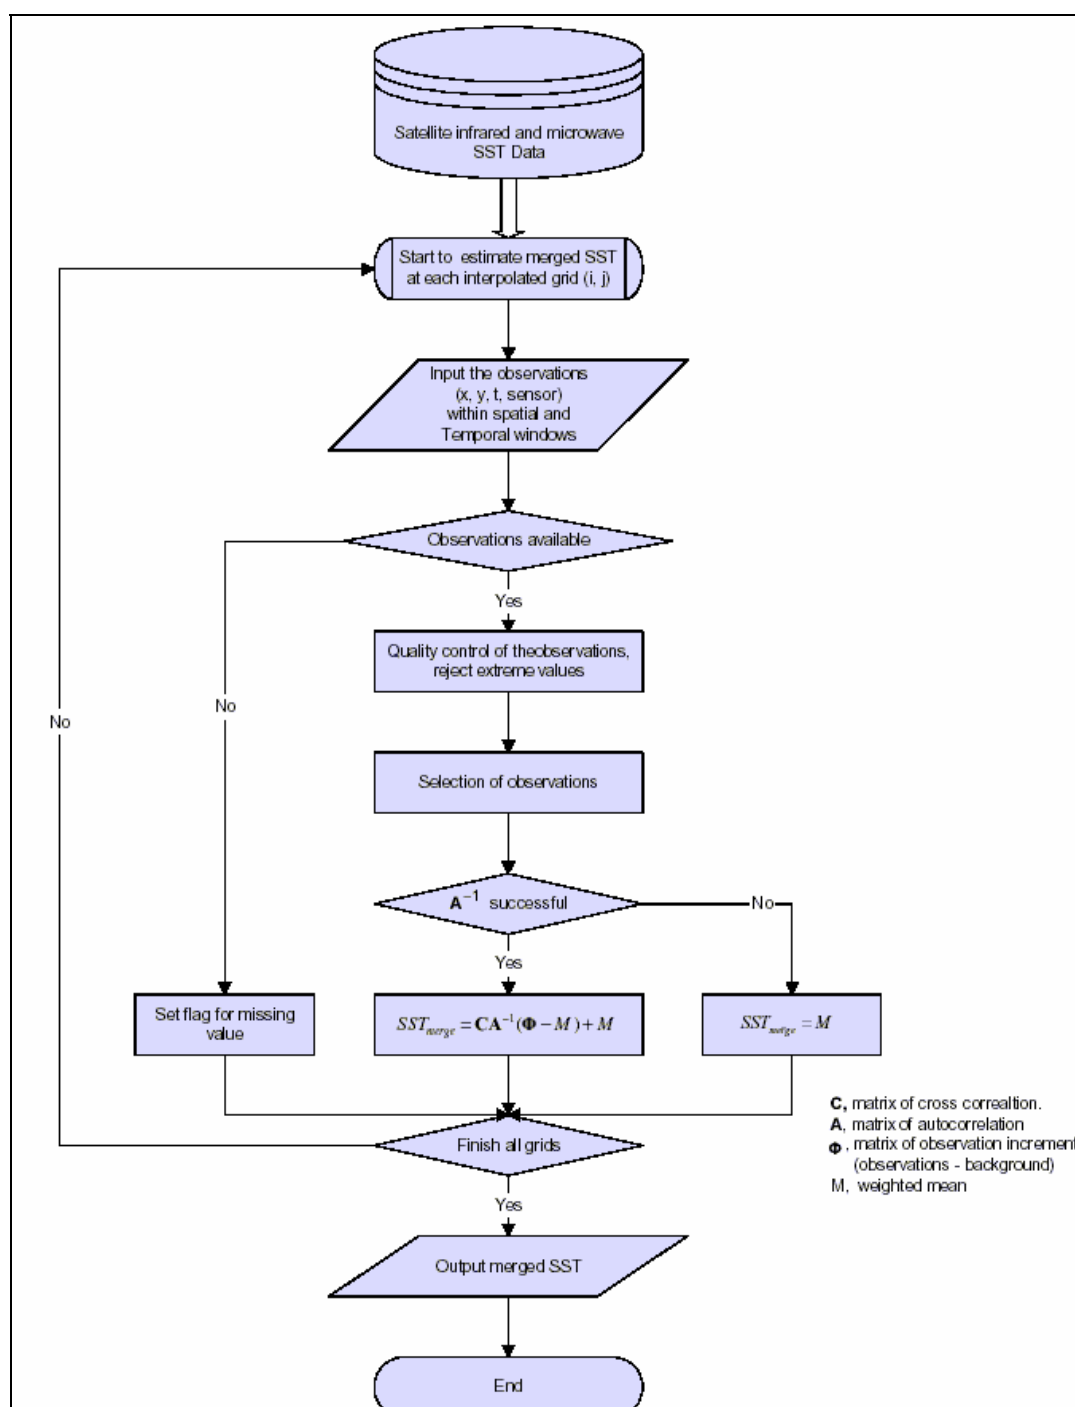 Satellite infrared and microwave
SST Data
Start to estimate merged SST
at each interpolated grid (i, j)
Input the observations
(x, y, t, sensor)
within spatial and
Temporal windows
Observations available
Yes
No
Quality control of theobservations,
reject extreme values
No
Selection of observations
A⁻¹ successful
No
Yes
Set flag for missing
value
SST_merge = CA⁻¹(Φ − M) + M
SST_merge = M
C, matrix of cross correaltion.
A, matrix of autocorrelation
Φ, matrix of observation increment
(observations - background)
M, weighted mean
Finish all grids
Yes
Output merged SST
End